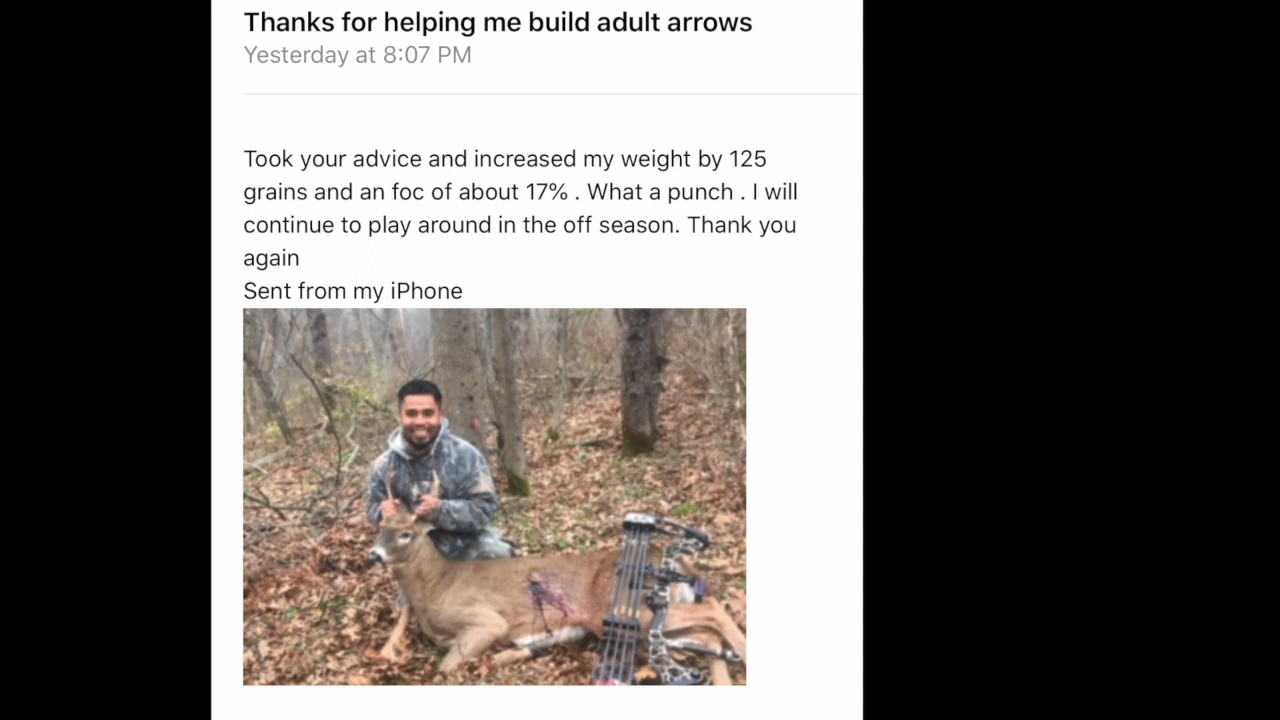 Thanks for helping me build adult arrows
Yesterday at 8:07 PM
Took your advice and increased my weight by 125
grains and an foc of about 17% . What a punch . I will
continue to play around in the off season. Thank you
again
Sent from my iPhone